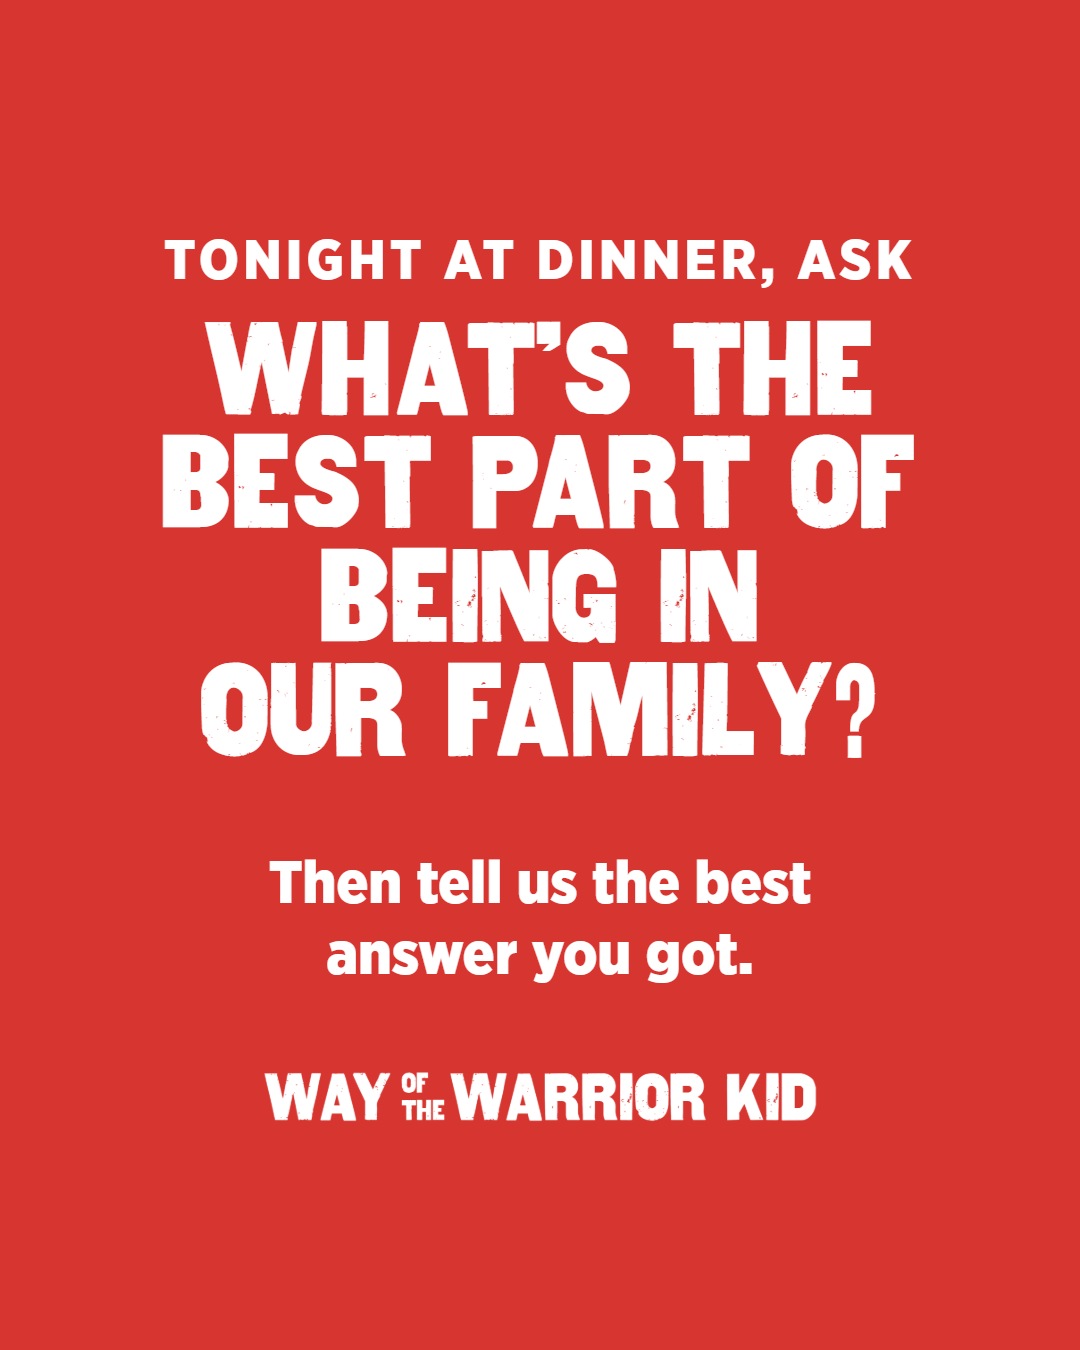 TONIGHT AT DINNER, ASK
WHAT'S THE
BEST PART OF
BEING IN
OUR FAMILY?
Then tell us the best
answer you got.
WAY OF THE WARRIOR KID